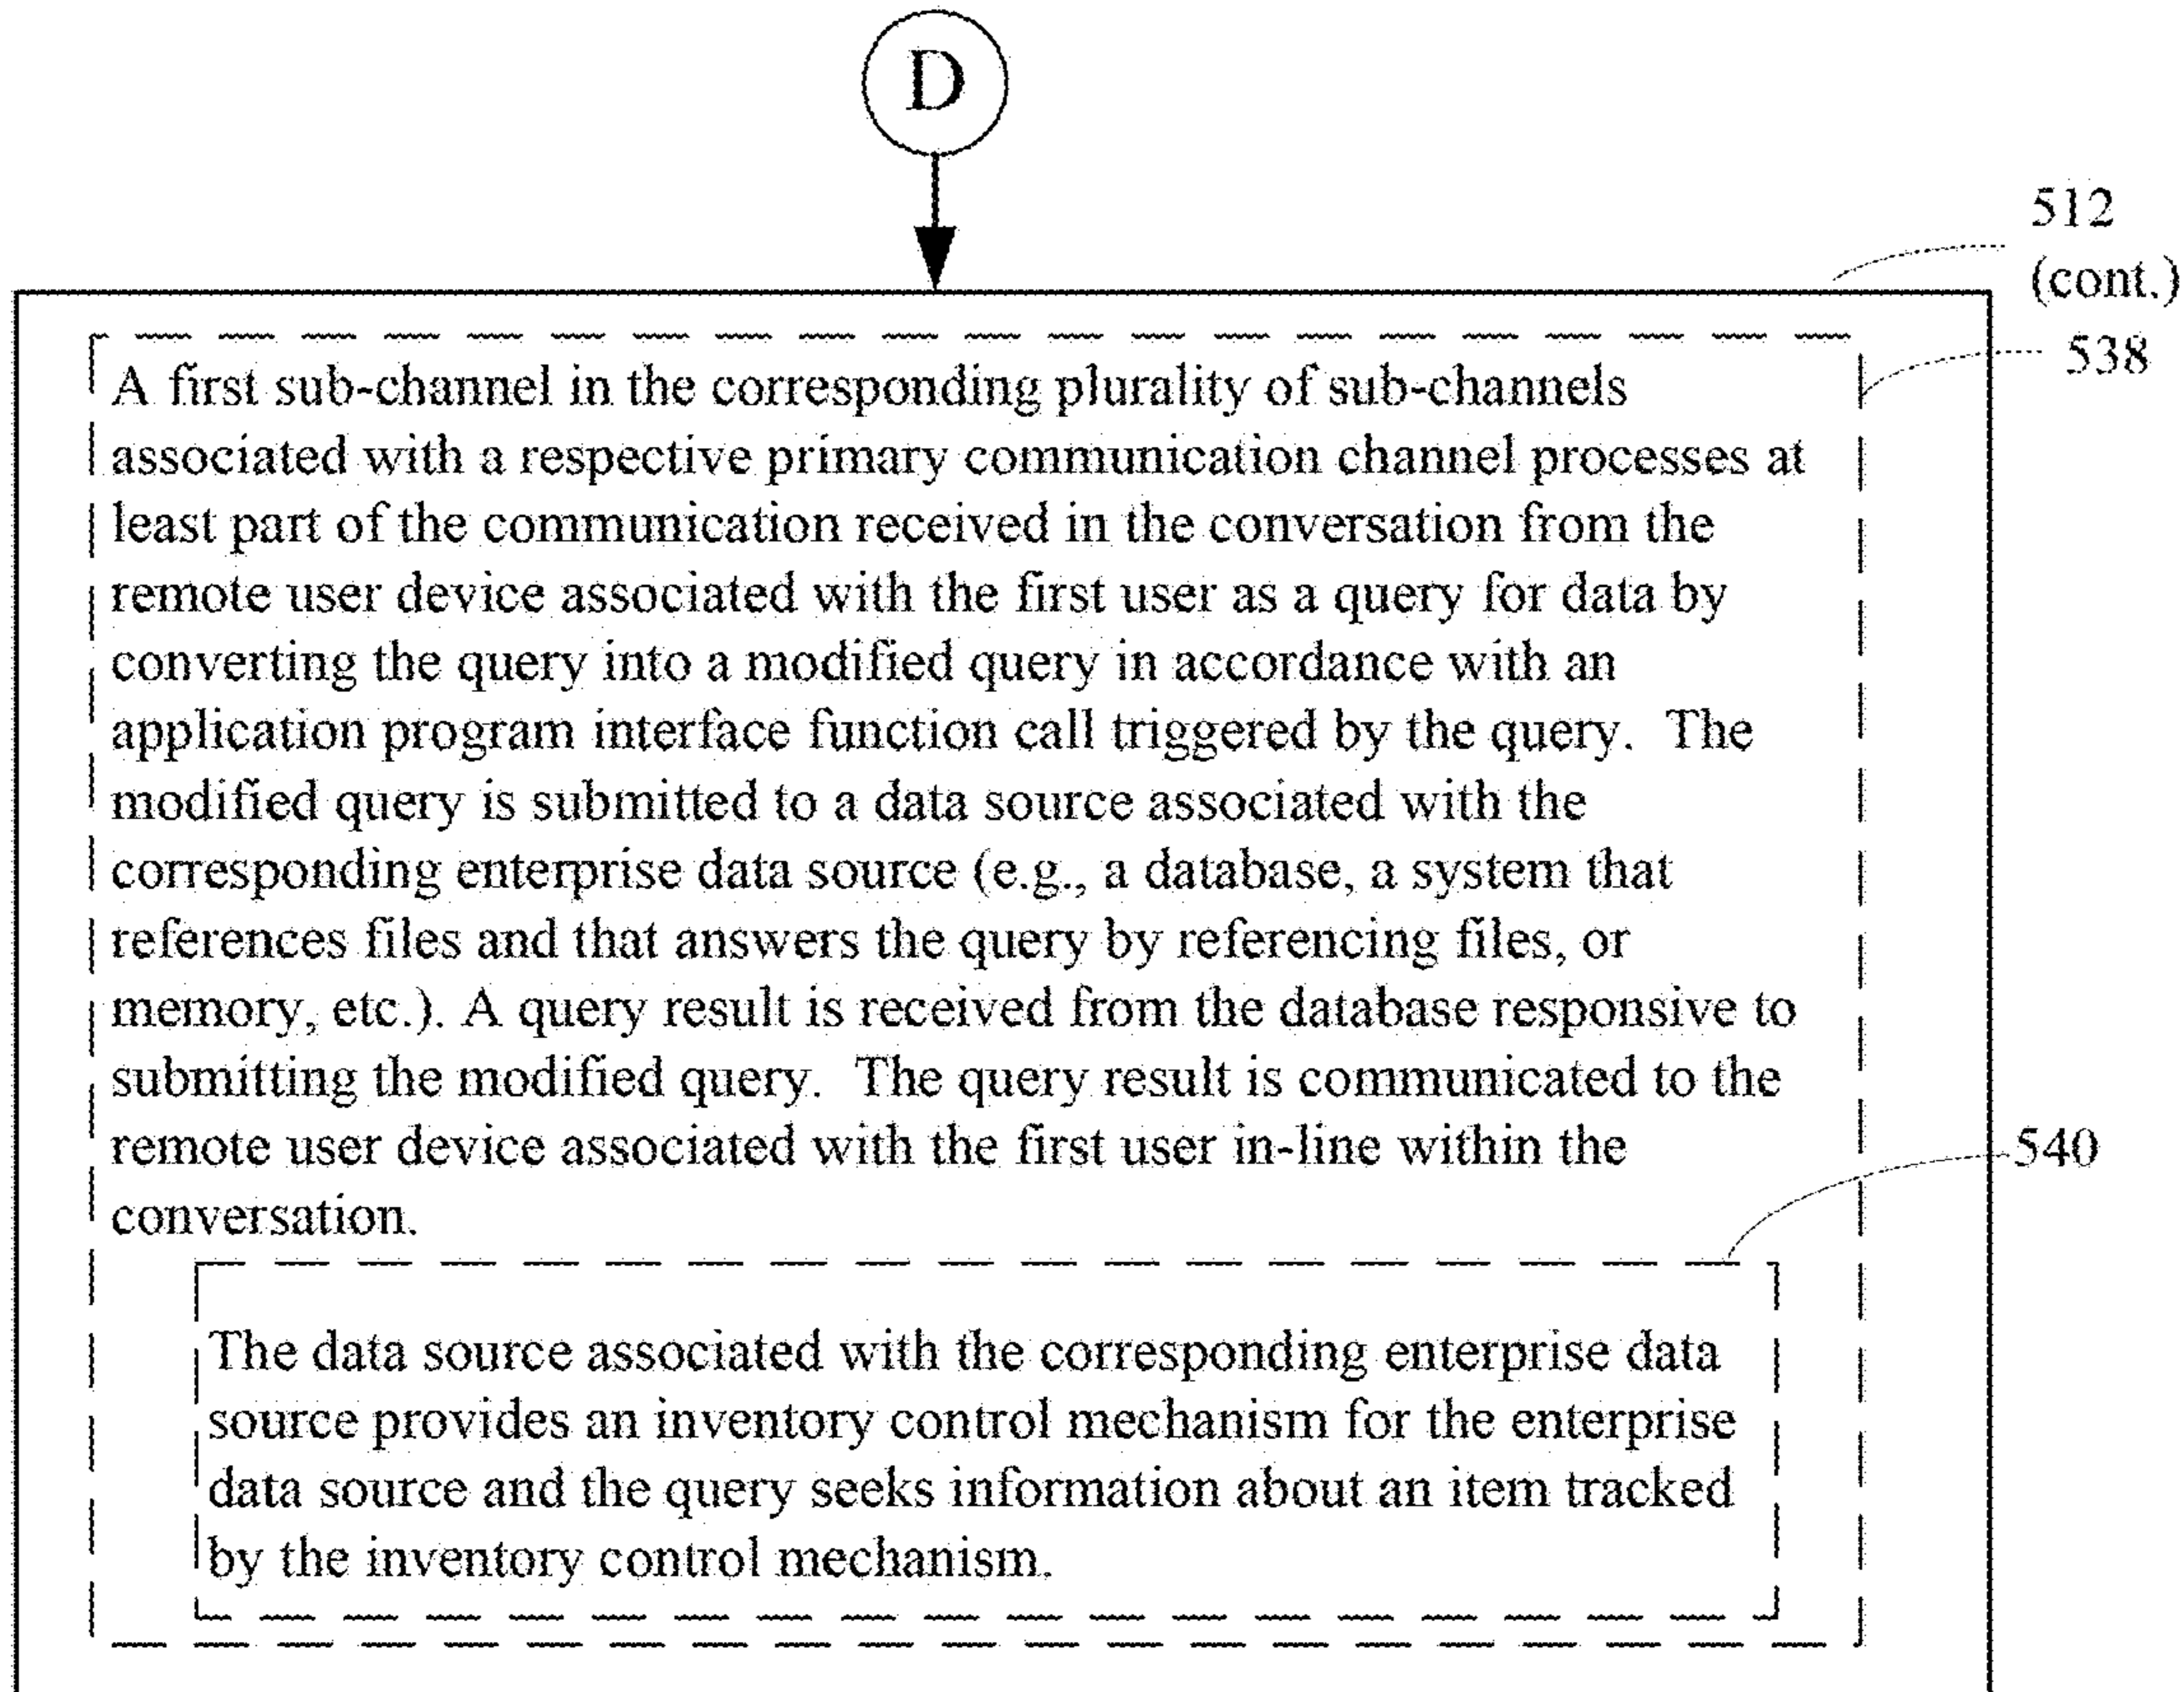 D
512
(cont.)
538
A first sub-channel in the corresponding plurality of sub-channels
associated with a respective primary communication channel processes at
least part of the communication received in the conversation from the
remote user device associated with the first user as a query for data by
converting the query into a modified query in accordance with an
application program interface function call triggered by the query.  The
modified query is submitted to a data source associated with the
corresponding enterprise data source (e.g., a database, a system that
references files and that answers the query by referencing files, or
memory, etc.). A query result is received from the database responsive to
submitting the modified query.  The query result is communicated to the
remote user device associated with the first user in-line within the
conversation.
540
The data source associated with the corresponding enterprise data
source provides an inventory control mechanism for the enterprise
data source and the query seeks information about an item tracked
by the inventory control mechanism.